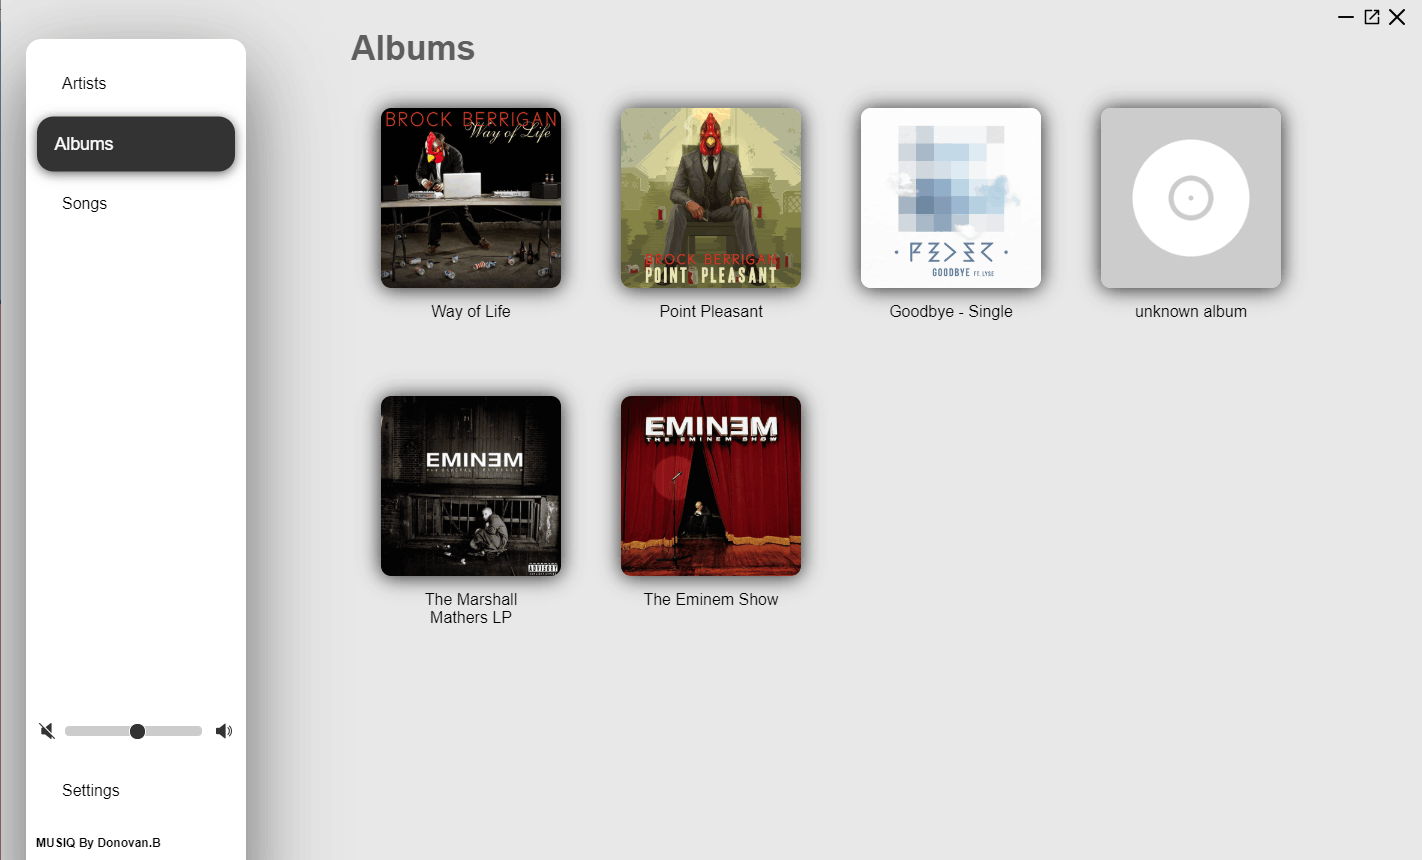 Albums
Artists
Albums
Songs
BROCK BERRIGAN
Way of Life
Way of Life
BROCK BERRIGAN
POINT PLEASANT
Point Pleasant
FEDER
GOODBYE FT. LYSE
Goodbye - Single
unknown album
EMINEM
The Marshall
Mathers LP
EMINEM
THE EMINEM SHOW
The Eminem Show
Settings
MUSIQ By Donovan.B